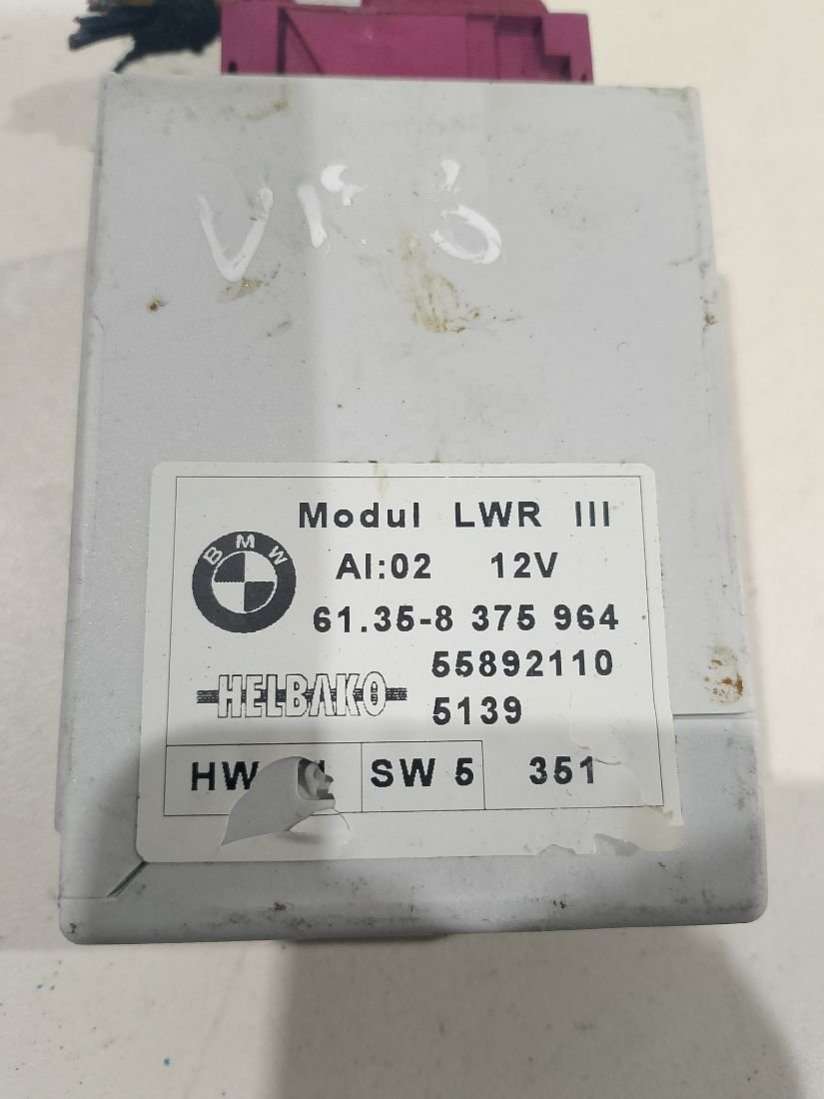 Modul LWR III
BMW
AI:02 12V
61.35-8 375 964
55892110
HELBAKO
5139
HW
SW 5
351